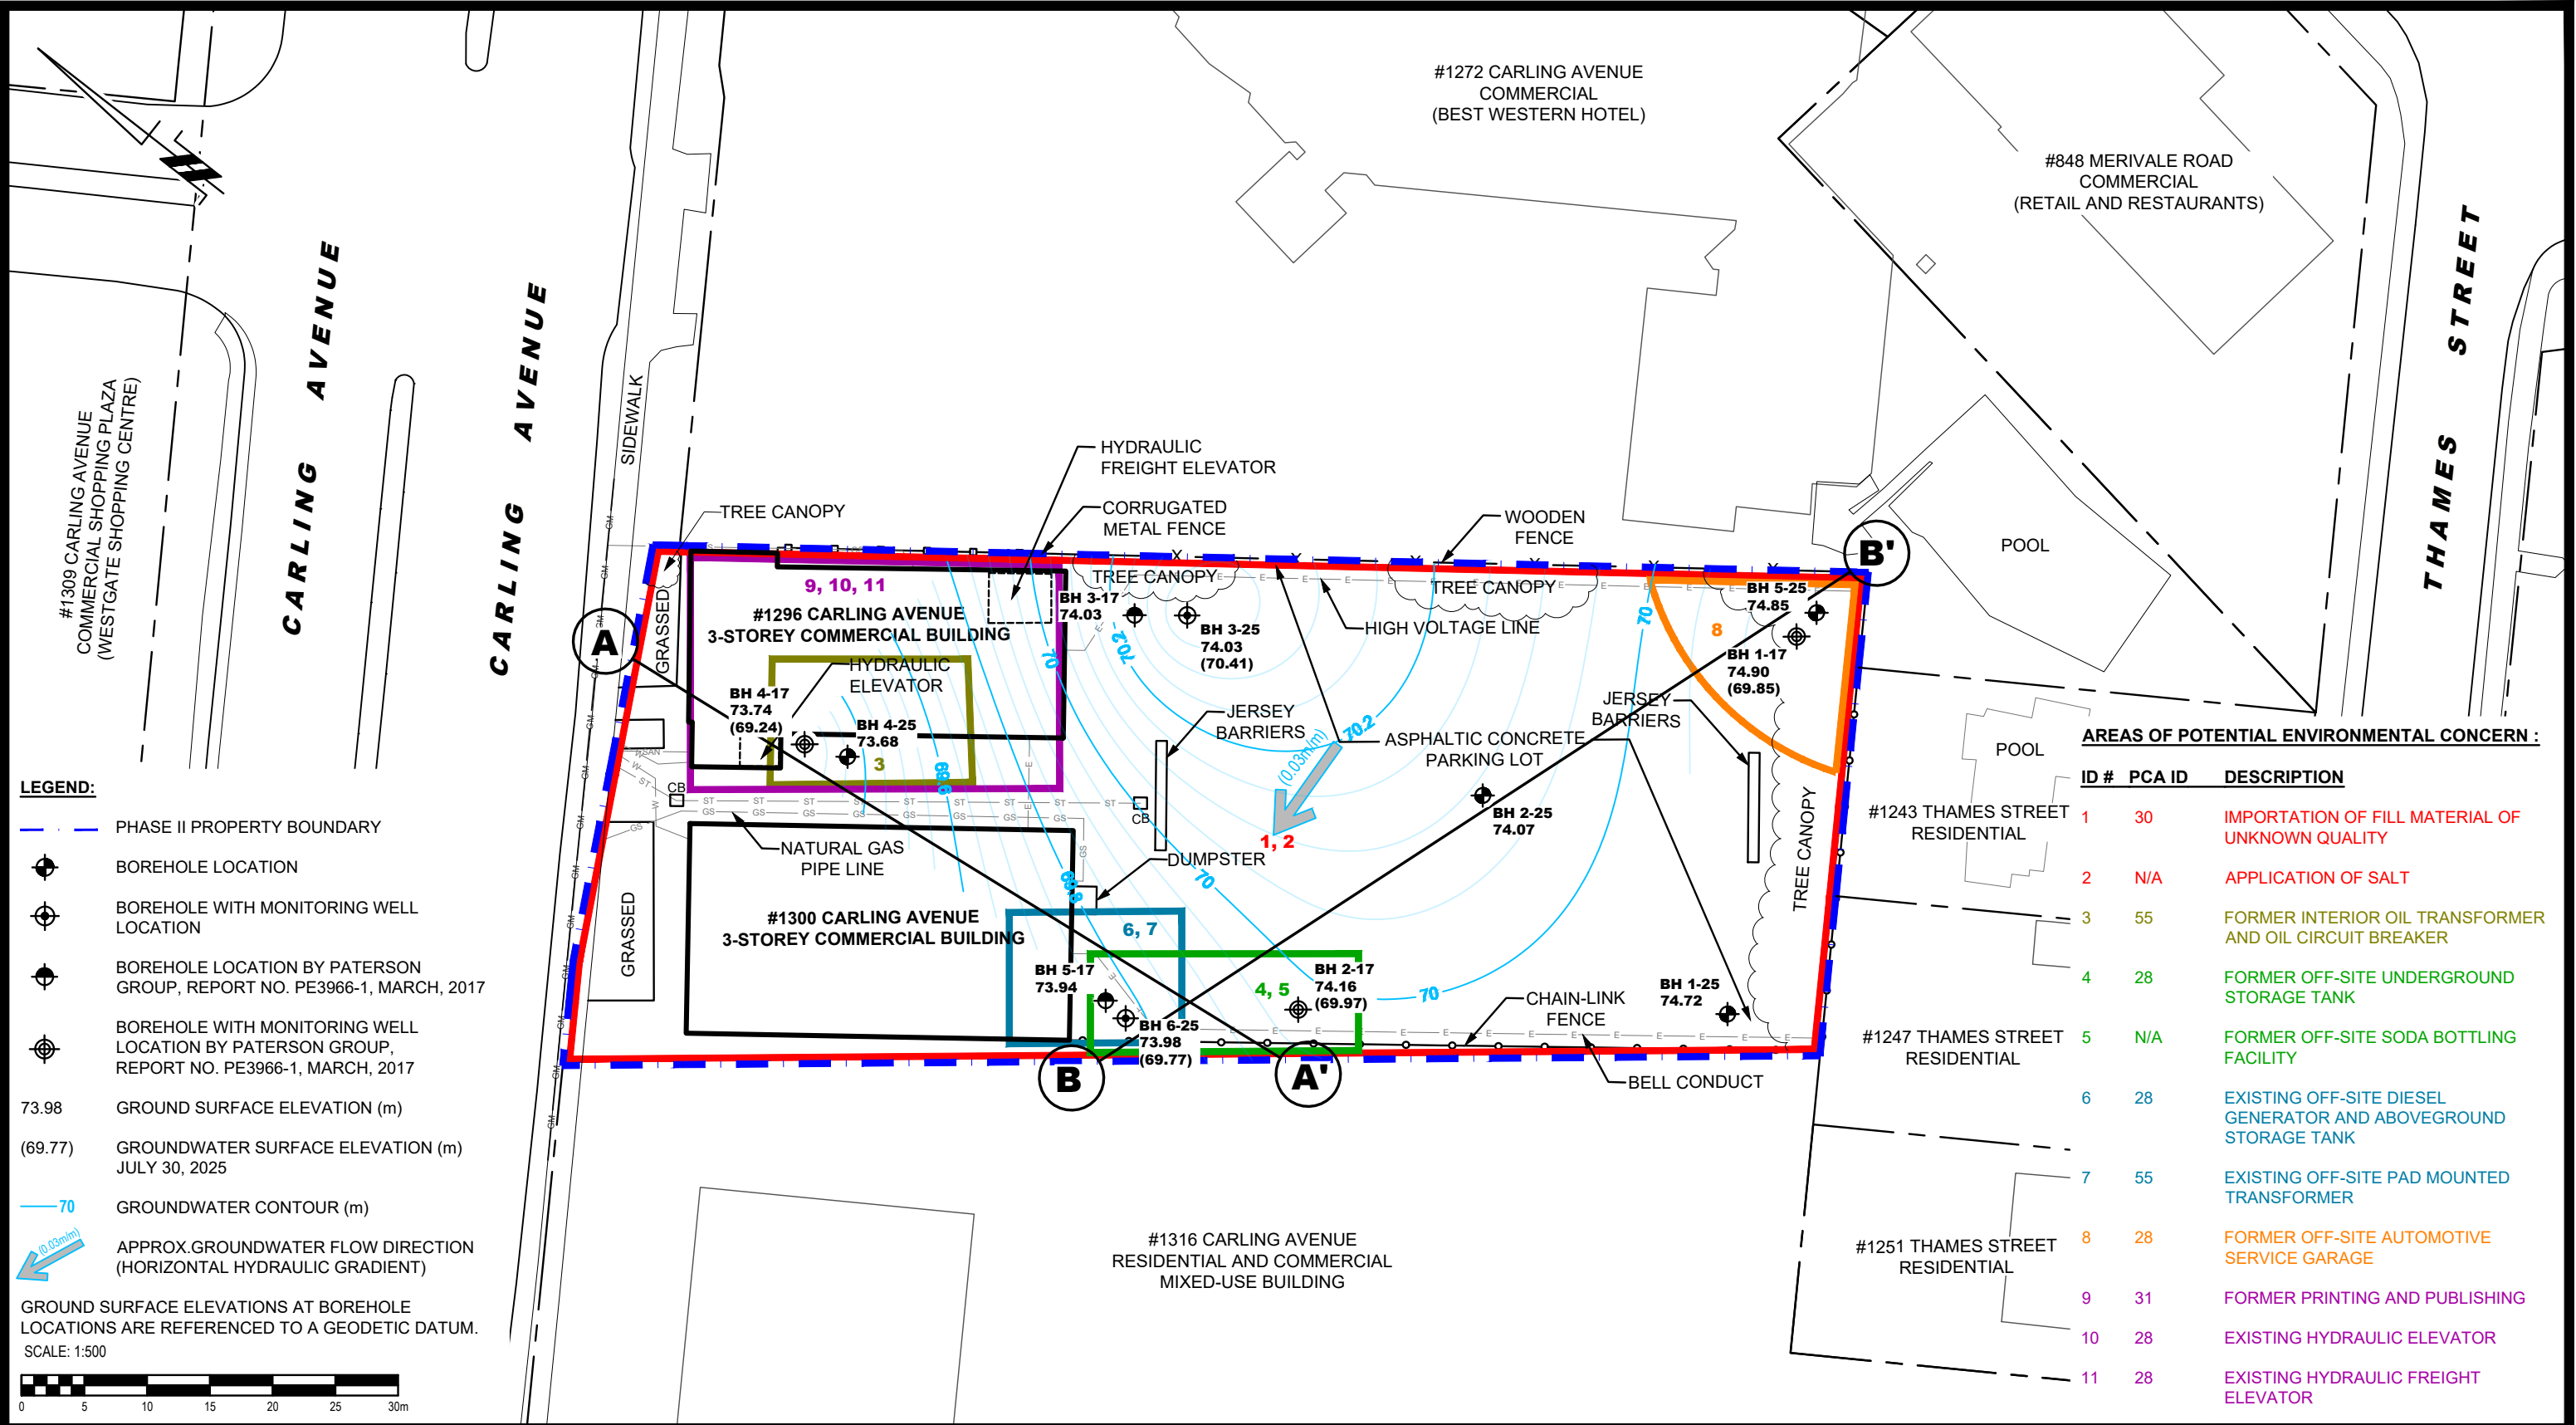 #1272 CARLING AVENUE
COMMERCIAL
(BEST WESTERN HOTEL)
#848 MERIVALE ROAD
COMMERCIAL
(RETAIL AND RESTAURANTS)
THAMES STREET
CARLING AVENUE
CARLING AVENUE
#1309 CARLING AVENUE
COMMERCIAL SHOPPING PLAZA
(WESTGATE SHOPPING CENTRE)
SIDEWALK
HYDRAULIC
FREIGHT ELEVATOR
TREE CANOPY
CORRUGATED
METAL FENCE
WOODEN
FENCE
POOL
B'
A
GRASSED
9, 10, 11
#1296 CARLING AVENUE
3-STOREY COMMERCIAL BUILDING
HYDRAULIC
ELEVATOR
BH 3-17
74.03
TREE CANOPY
BH 3-25
74.03
(70.41)
TREE CANOPY
HIGH VOLTAGE LINE
BH 5-25
74.85
8
BH 1-17
74.90
(69.85)
70
70.2
70
70.2
(0.03m/m)
BH 4-17
73.74
(69.24)
BH 4-25
73.68
3
69.6
JERSEY
BARRIERS
JERSEY
BARRIERS
ASPHALTIC CONCRETE
PARKING LOT
BH 2-25
74.07
1, 2
CB
CB
NATURAL GAS
PIPE LINE
DUMPSTER
69.8
70
70
#1300 CARLING AVENUE
3-STOREY COMMERCIAL BUILDING
GRASSED
6, 7
BH 5-17
73.94
4, 5
BH 2-17
74.16
(69.97)
BH 6-25
73.98
(69.77)
CHAIN-LINK
FENCE
BH 1-25
74.72
TREE CANOPY
BELL CONDUCT
B
A'
#1316 CARLING AVENUE
RESIDENTIAL AND COMMERCIAL
MIXED-USE BUILDING
POOL
#1243 THAMES STREET
RESIDENTIAL
#1247 THAMES STREET
RESIDENTIAL
#1251 THAMES STREET
RESIDENTIAL
LEGEND:
PHASE II PROPERTY BOUNDARY
BOREHOLE LOCATION
BOREHOLE WITH MONITORING WELL
LOCATION
BOREHOLE LOCATION BY PATERSON
GROUP, REPORT NO. PE3966-1, MARCH, 2017
BOREHOLE WITH MONITORING WELL
LOCATION BY PATERSON GROUP,
REPORT NO. PE3966-1, MARCH, 2017
73.98 GROUND SURFACE ELEVATION (m)
(69.77) GROUNDWATER SURFACE ELEVATION (m)
JULY 30, 2025
70 GROUNDWATER CONTOUR (m)
(0.03m/m)
APPROX.GROUNDWATER FLOW DIRECTION
(HORIZONTAL HYDRAULIC GRADIENT)
GROUND SURFACE ELEVATIONS AT BOREHOLE
LOCATIONS ARE REFERENCED TO A GEODETIC DATUM.
SCALE: 1:500
0 5 10 15 20 25 30m
AREAS OF POTENTIAL ENVIRONMENTAL CONCERN :
ID # PCA ID DESCRIPTION
1 30 IMPORTATION OF FILL MATERIAL OF
UNKNOWN QUALITY
2 N/A APPLICATION OF SALT
3 55 FORMER INTERIOR OIL TRANSFORMER
AND OIL CIRCUIT BREAKER
4 28 FORMER OFF-SITE UNDERGROUND
STORAGE TANK
5 N/A FORMER OFF-SITE SODA BOTTLING
FACILITY
6 28 EXISTING OFF-SITE DIESEL
GENERATOR AND ABOVEGROUND
STORAGE TANK
7 55 EXISTING OFF-SITE PAD MOUNTED
TRANSFORMER
8 28 FORMER OFF-SITE AUTOMOTIVE
SERVICE GARAGE
9 31 FORMER PRINTING AND PUBLISHING
10 28 EXISTING HYDRAULIC ELEVATOR
11 28 EXISTING HYDRAULIC FREIGHT
ELEVATOR